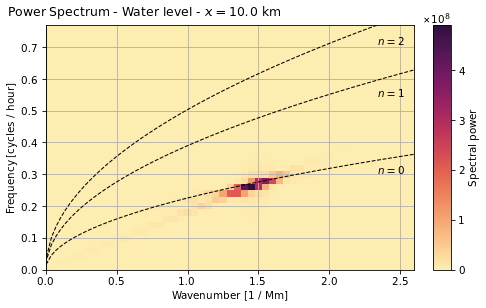 Power Spectrum - Water level - x = 10.0 km
×10⁸
0.7
0.6
0.5
0.4
0.3
0.2
0.1
0.0
Frequency [cycles / hour]
n = 2
n = 1
n = 0
0.0 0.5 1.0 1.5 2.0 2.5
Wavenumber [1 / Mm]
4
3
2
1
0
Spectral power